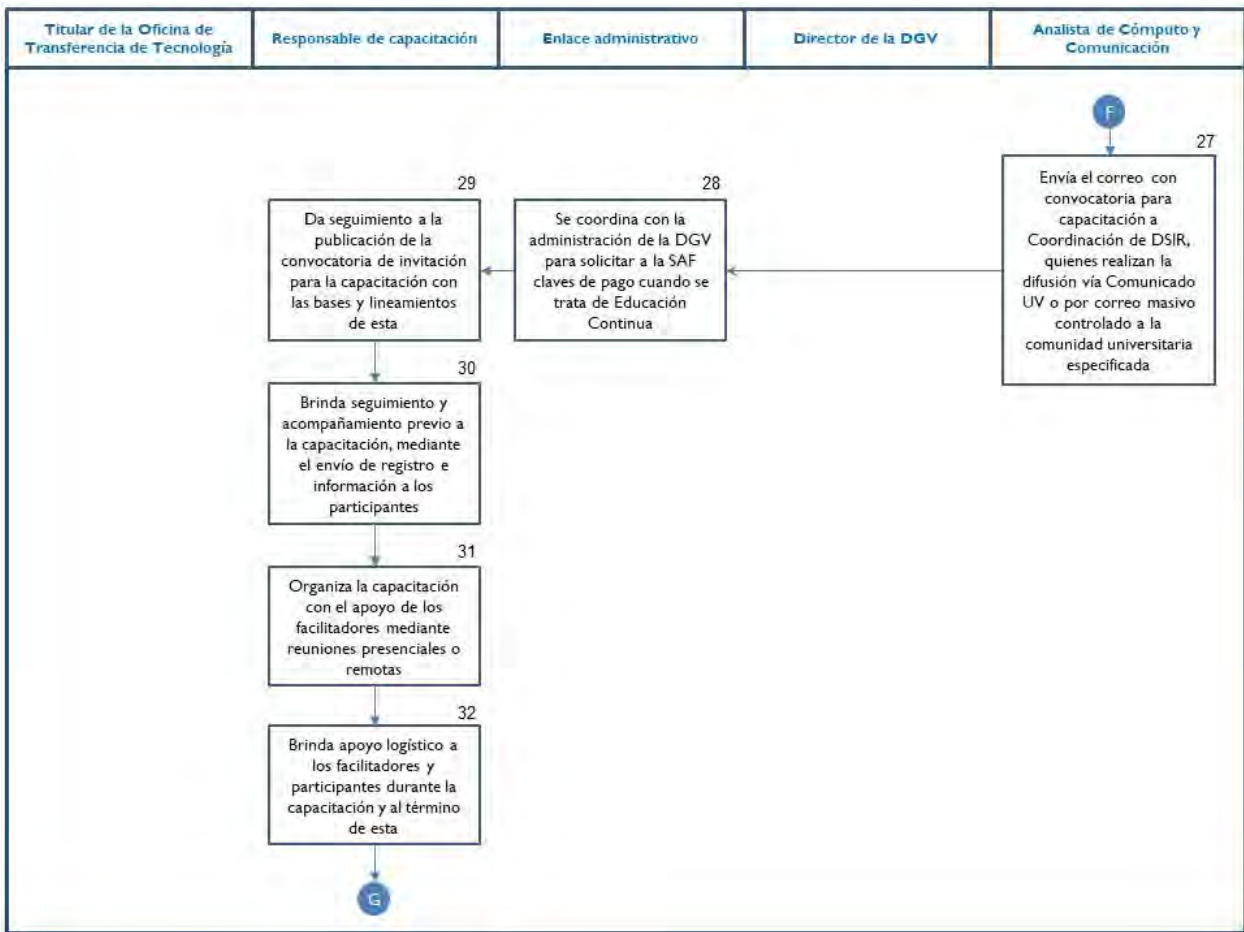 Titular de la Oficina de
Transferencia de Tecnología
Responsable de capacitación
Enlace administrativo
Director de la DGV
Analista de Cómputo y
Comunicación
F
27
Envía el correo con
convocatoria para
capacitación a
Coordinación de DSIR,
quienes realizan la
difusión vía Comunicado
UV o por correo masivo
controlado a la
comunidad universitaria
especificada
28
Se coordina con la
administración de la DGV
para solicitar a la SAF
claves de pago cuando se
trata de Educación
Continua
29
Da seguimiento a la
publicación de la
convocatoria de invitación
para la capacitación con
las bases y lineamientos
de esta
30
Brinda seguimiento y
acompañamiento previo a
la capacitación, mediante
el envío de registro e
información a los
participantes
31
Organiza la capacitación
con el apoyo de los
facilitadores mediante
reuniones presenciales o
remotas
32
Brinda apoyo logístico a
los facilitadores y
participantes durante la
capacitación y al término
de esta
G